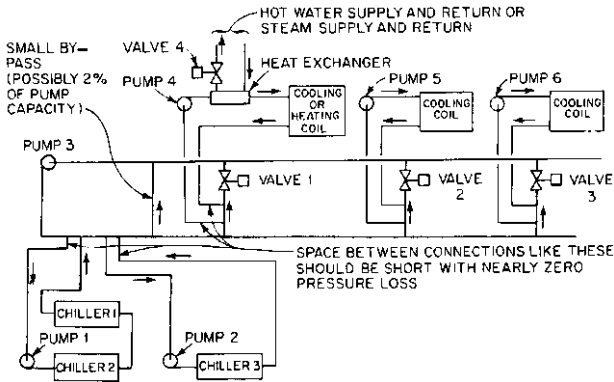 HOT WATER SUPPLY AND RETURN OR
STEAM SUPPLY AND RETURN
SMALL BY-
PASS
(POSSIBLY 2%
OF PUMP
CAPACITY)
VALVE 4
HEAT EXCHANGER
PUMP 4
COOLING
OR
HEATING
COIL
PUMP 5
COOLING
COIL
PUMP 6
COOLING
COIL
PUMP 3
VALVE 1
VALVE
2
VALVE
3
SPACE BETWEEN CONNECTIONS LIKE THESE
SHOULD BE SHORT WITH NEARLY ZERO
PRESSURE LOSS
CHILLER 1
PUMP 1
CHILLER 2
PUMP 2
CHILLER 3